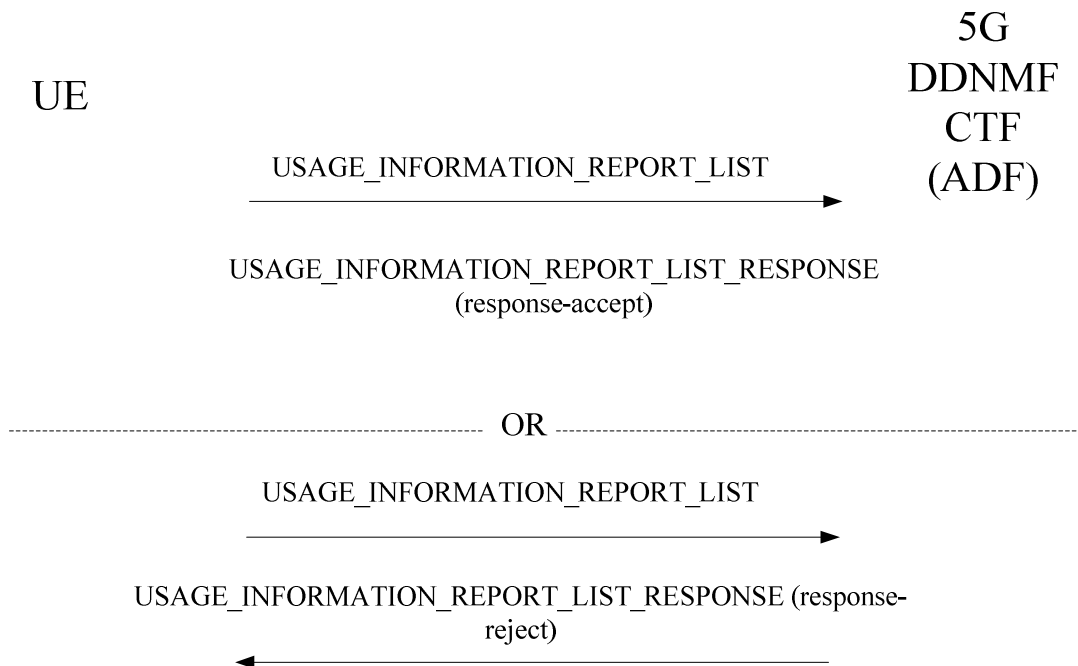 5G
DDNMF
CTF
(ADF)
UE
USAGE_INFORMATION_REPORT_LIST
USAGE_INFORMATION_REPORT_LIST_RESPONSE
(response-accept)
OR
USAGE_INFORMATION_REPORT_LIST
USAGE_INFORMATION_REPORT_LIST_RESPONSE (response-
reject)